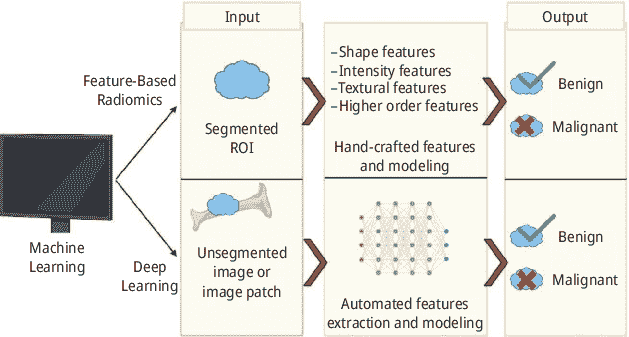 Input
Output
Feature-Based
Radiomics
Segmented
ROI
–Shape features
–Intensity features
–Textural features
–Higher order features
Hand-crafted features
and modeling
Benign
Malignant
Machine
Learning
Deep
Learning
Unsegmented
image or
image patch
Automated features
extraction and modeling
Benign
Malignant